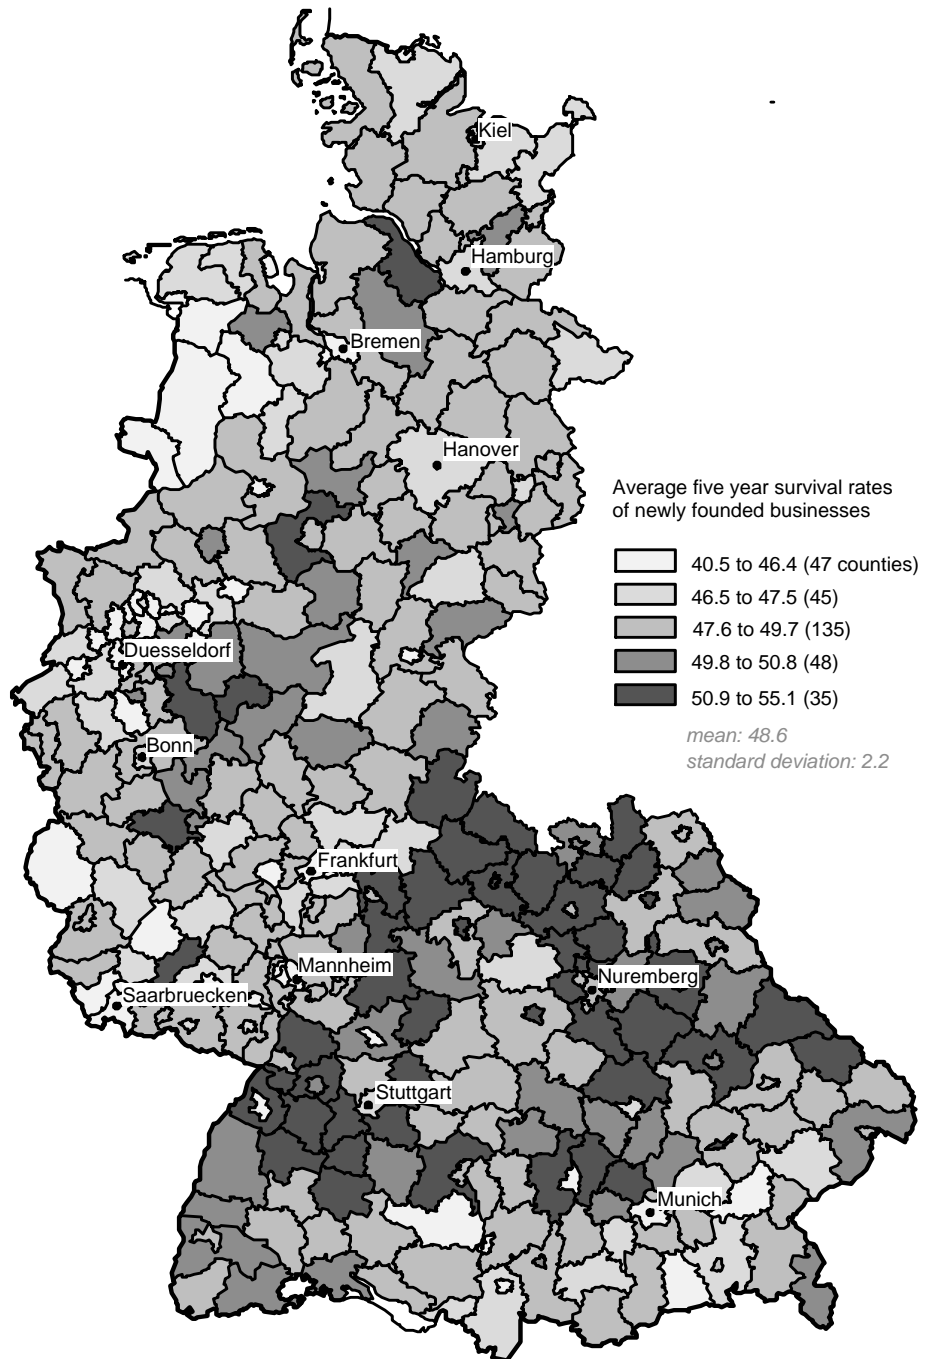 Kiel
Hamburg
Bremen
Hanover
Average five year survival rates
of newly founded businesses
40.5 to 46.4 (47 counties)
46.5 to 47.5 (45)
47.6 to 49.7 (135)
49.8 to 50.8 (48)
50.9 to 55.1 (35)
mean: 48.6
standard deviation: 2.2
Duesseldorf
Bonn
Frankfurt
Mannheim
Nuremberg
Saarbruecken
Stuttgart
Munich